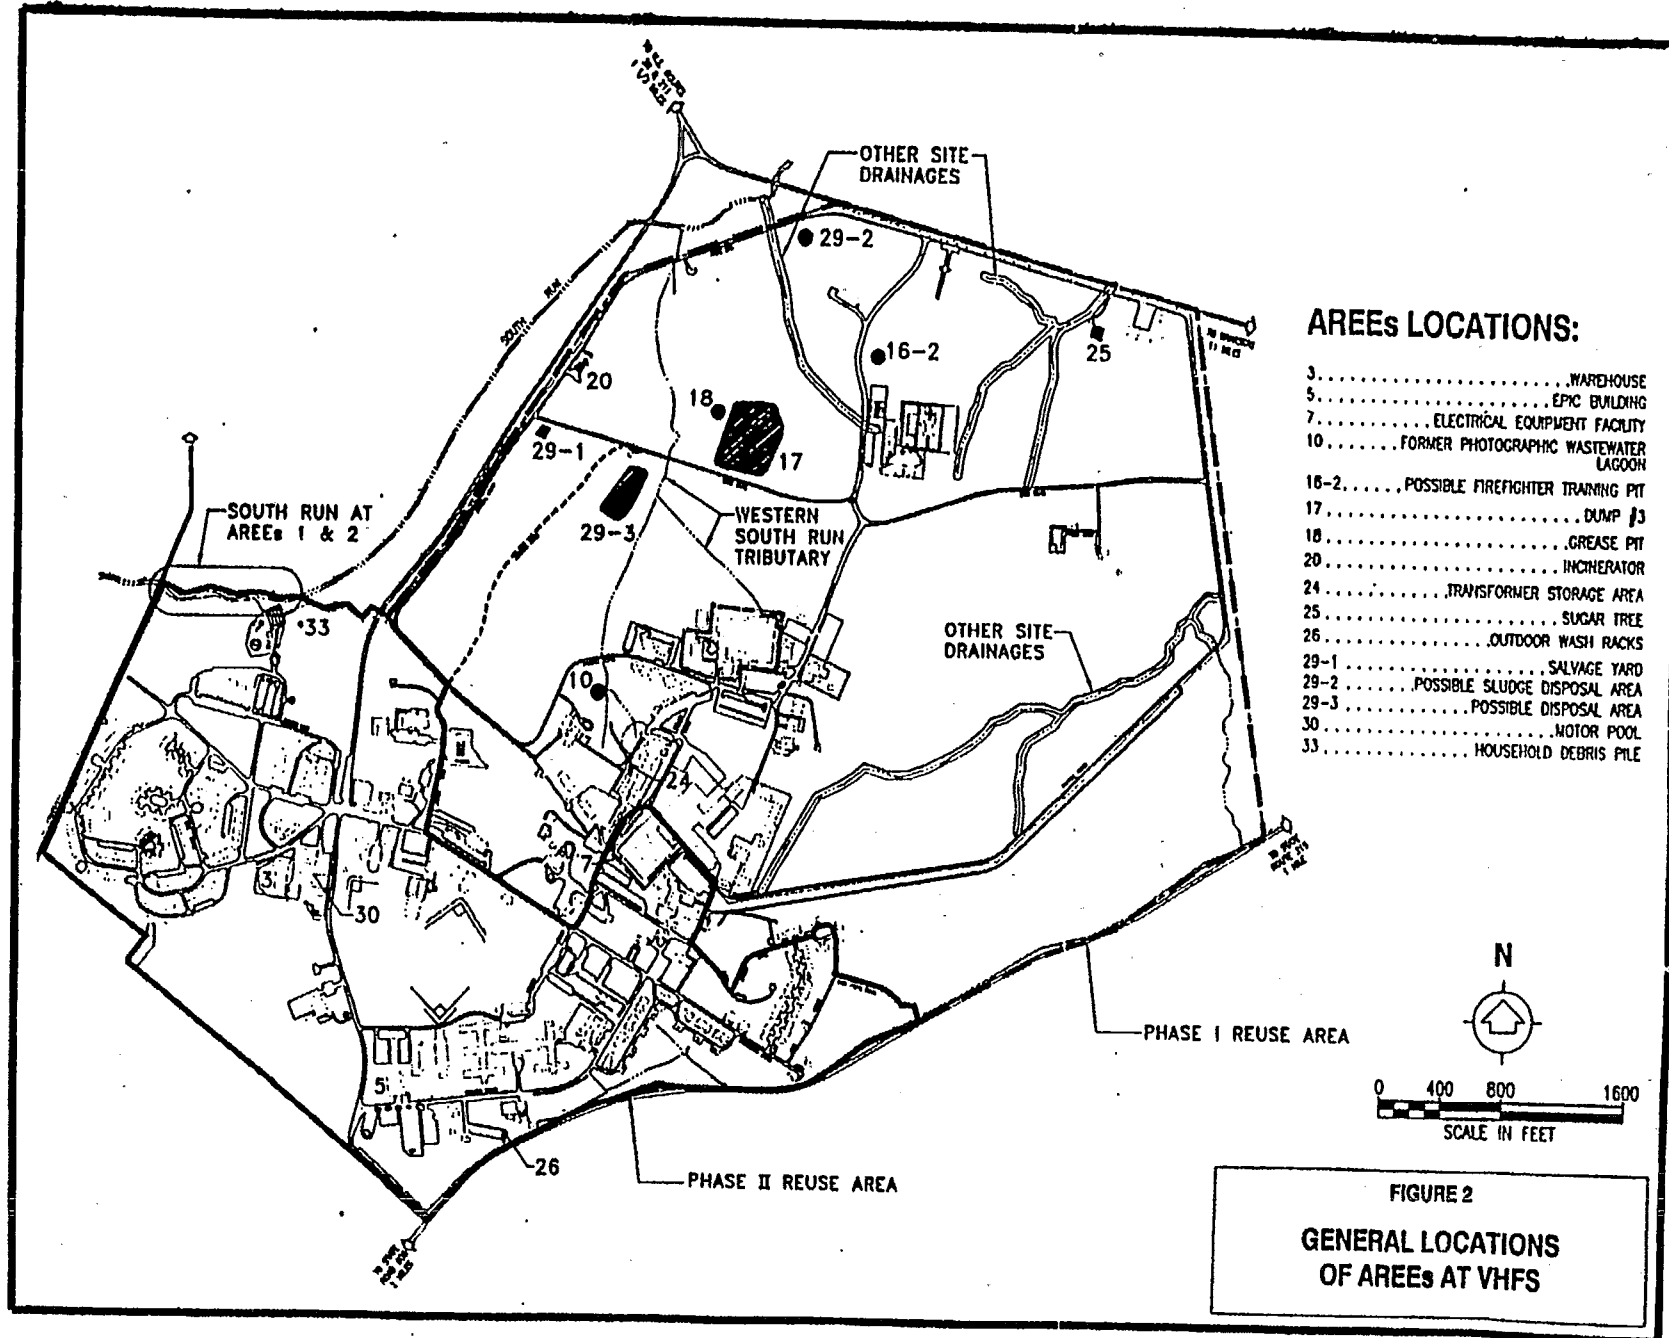 OTHER SITE
DRAINAGES
29-2
16-2
25
20
18
29-1
17
29-3
WESTERN
SOUTH RUN
TRIBUTARY
SOUTH RUN
SOUTH RUN AT
AREEs 1 & 2
33
10
OTHER SITE
DRAINAGES
24
7
3
30
5
26
PHASE I REUSE AREA
PHASE II REUSE AREA
AREEs LOCATIONS:
3.......................WAREHOUSE
5.....................EPIC BUILDING
7...........ELECTRICAL EQUIPMENT FACILITY
10.......FORMER PHOTOGRAPHIC WASTEWATER
LAGOON
16-2......POSSIBLE FIREFIGHTER TRAINING PIT
17........................DUMP #3
18.......................GREASE PIT
20......................INCINERATOR
24............TRANSFORMER STORAGE AREA
25.....................SUGAR TREE
26...............OUTDOOR WASH RACKS
29-1...................SALVAGE YARD
29-2.......POSSIBLE SLUDGE DISPOSAL AREA
29-3............POSSIBLE DISPOSAL AREA
30.....................MOTOR POOL
33..............HOUSEHOLD DEBRIS PILE
N
0 400 800 1600
SCALE IN FEET
FIGURE 2
GENERAL LOCATIONS
OF AREEs AT VHFS